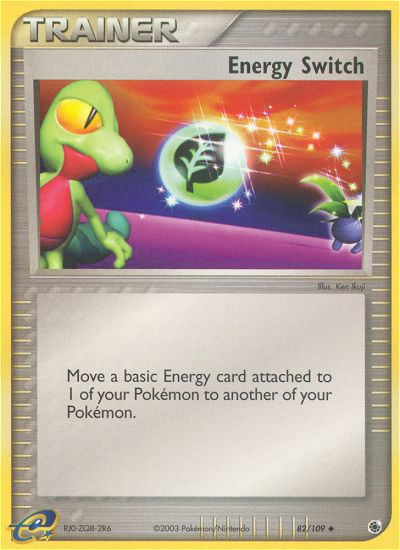 TRAINER
Energy Switch
Illus. Ken Ikuji
Move a basic Energy card attached to
1 of your Pokémon to another of your
Pokémon.
RJ0-ZQ8-2R6 ©2003 Pokémon/Nintendo 82/109